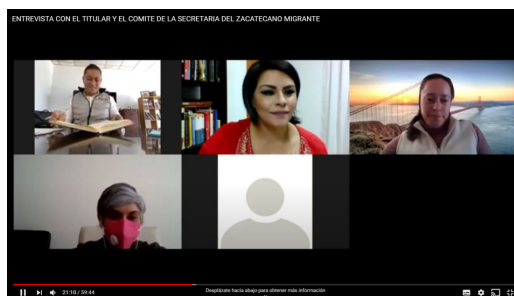 ENTREVISTA CON EL TITULAR Y EL COMITE DE LA SECRETARIA DEL ZACATECANO MIGRANTE
21:18 / 59:44
Desplázate hacia abajo para obtener más información